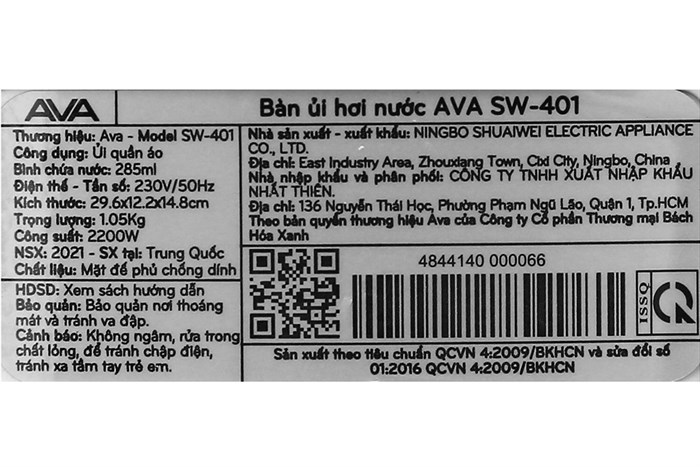 AVA
Bàn ủi hơi nước AVA SW-401
Thương hiệu: Ava - Model SW-401
Công dụng: Ủi quần áo
Bình chứa nước: 285ml
Điện thế - Tần số: 230V/50Hz
Kích thước: 29.6x12.2x14.8cm
Trọng lượng: 1.05Kg
Công suất: 2200W
NSX: 2021 - SX tại: Trung Quốc
Chất liệu: Mặt đế phủ chống dính
HDSD: Xem sách hướng dẫn
Bảo quản: Bảo quản nơi thoáng
mát và tránh va đập.
Cảnh báo: Không ngâm, rửa trong
chất lỏng, để tránh chập điện,
tránh xa tầm tay trẻ em.
Nhà sản xuất - xuất khẩu: NINGBO SHUAIWEI ELECTRIC APPLIANCE
CO., LTD.
Địa chỉ: East Industry Area, Zhouxiang Town, Cixi City, Ningbo, China
Nhà nhập khẩu và phân phối: CÔNG TY TNHH XUẤT NHẬP KHẨU
NHẤT THIÊN.
Địa chỉ: 136 Nguyễn Thái Học, Phường Phạm Ngũ Lão, Quận 1, Tp.HCM
Theo bản quyền thương hiệu Ava của Công ty Cổ phần Thương mại Bách
Hóa Xanh
4844140 000066
ISSQ
Sản xuất theo tiêu chuẩn QCVN 4:2009/BKHCN và sửa đổi số
01:2016 QCVN 4:2009/BKHCN